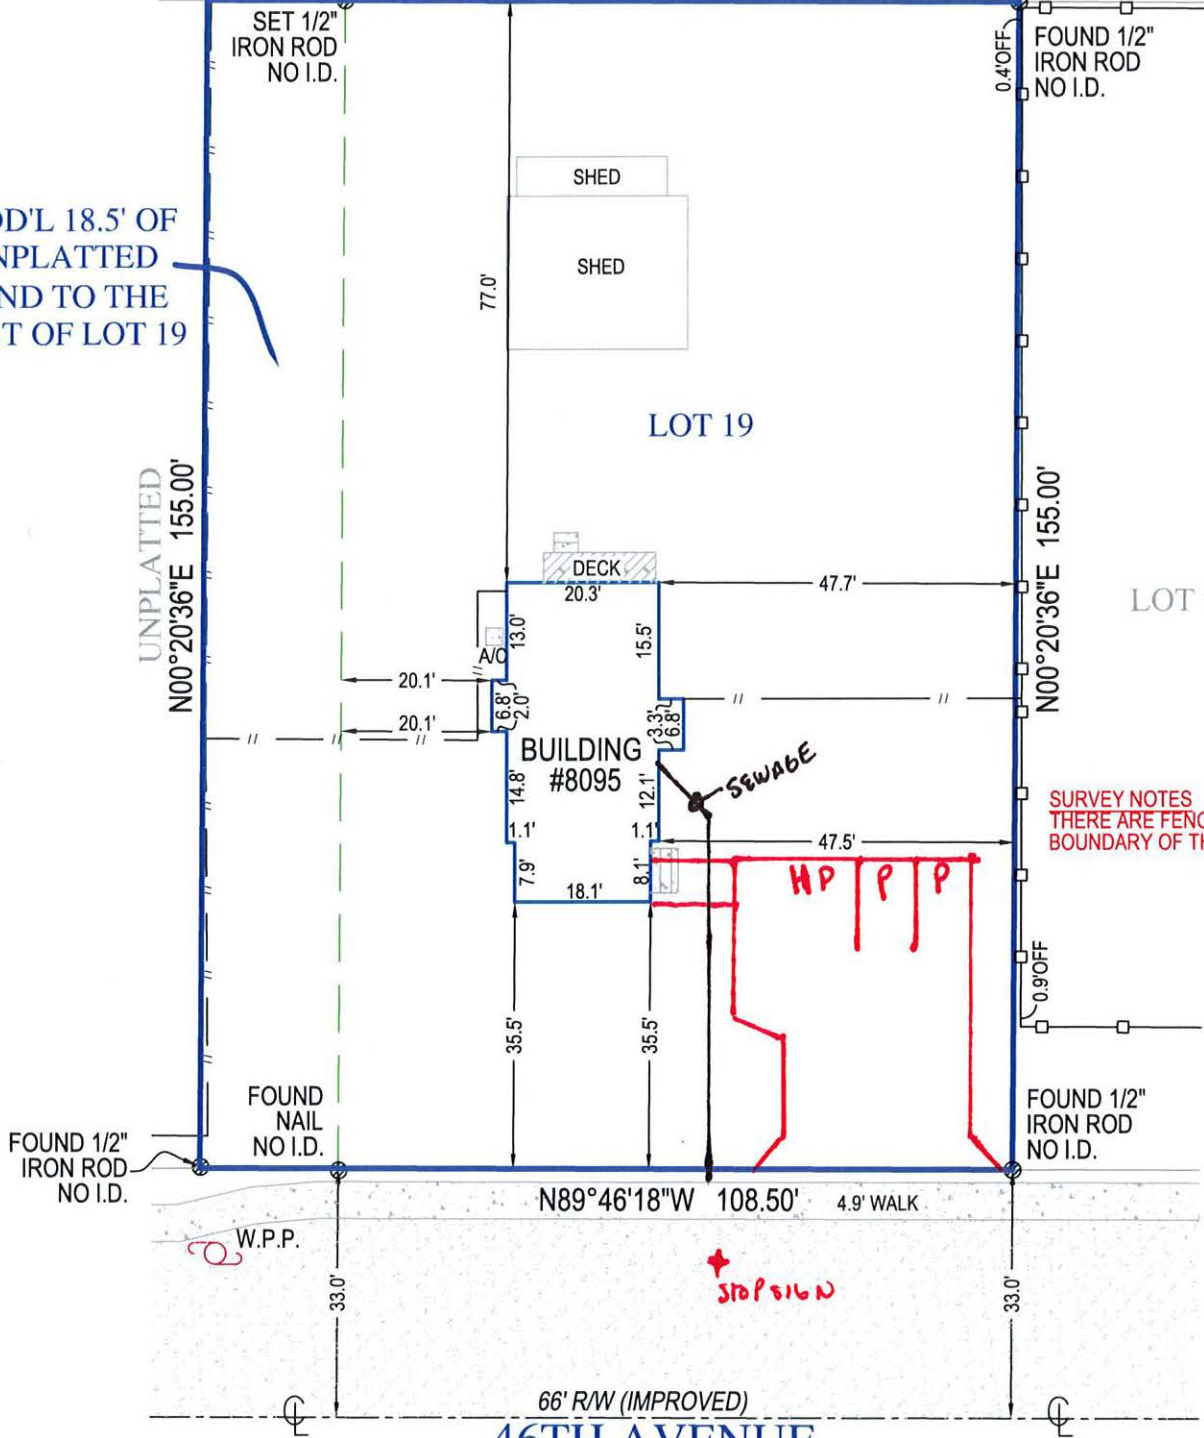 SET 1/2"
IRON ROD
NO I.D.
0.4'OFF
FOUND 1/2"
IRON ROD
NO I.D.
SHED
SHED
OD'L 18.5' OF
NPLATTED
ND TO THE
T OF LOT 19
77.0'
LOT 19
UNPLATTED
N00°20'36"E 155.00'
N00°20'36"E 155.00'
LOT
DECK
20.3'
47.7'
13.0'
15.5'
A/C
20.1'
6.8'
2.0'
3.3'
6.8'
20.1'
BUILDING
#8095
SEWAGE
14.8'
12.1'
SURVEY NOTES
THERE ARE FENC
BOUNDARY OF TH
1.1'
1.1'
47.5'
7.9'
8.1'
HP
P
P
18.1'
0.9'OFF
35.5'
35.5'
FOUND
NAIL
NO I.D.
FOUND 1/2"
IRON ROD
NO I.D.
FOUND 1/2"
IRON ROD
NO I.D.
N89°46'18"W 108.50'
4.9' WALK
W.P.P.
STOP SIGN
33.0'
33.0'
66' R/W (IMPROVED)
46TH AVENUE